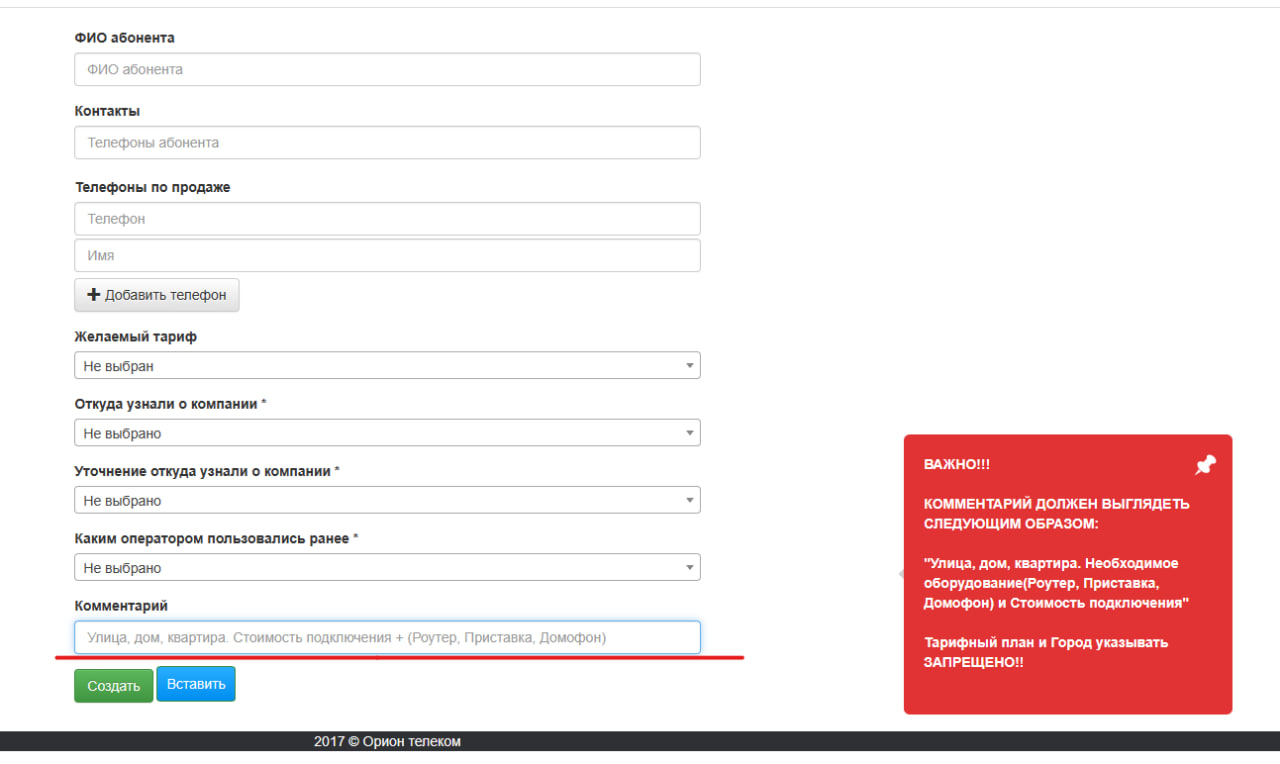 ФИО абонента
ФИО абонента
Контакты
Телефоны абонента
Телефоны по продаже
Телефон
Имя
Добавить телефон
Желаемый тариф
Не выбран
Откуда узнали о компании *
Не выбрано
Уточнение откуда узнали о компании *
Не выбрано
Каким оператором пользовались ранее *
Не выбрано
Комментарий
Улица, дом, квартира. Стоимость подключения + (Роутер, Приставка, Домофон)
Создать
Вставить
ВАЖНО!!!
КОММЕНТАРИЙ ДОЛЖЕН ВЫГЛЯДЕТЬ
СЛЕДУЮЩИМ ОБРАЗОМ:
"Улица, дом, квартира. Необходимое
оборудование(Роутер, Приставка,
Домофон) и Стоимость подключения"
Тарифный план и Город указывать
ЗАПРЕЩЕНО!!
2017 © Орион телеком